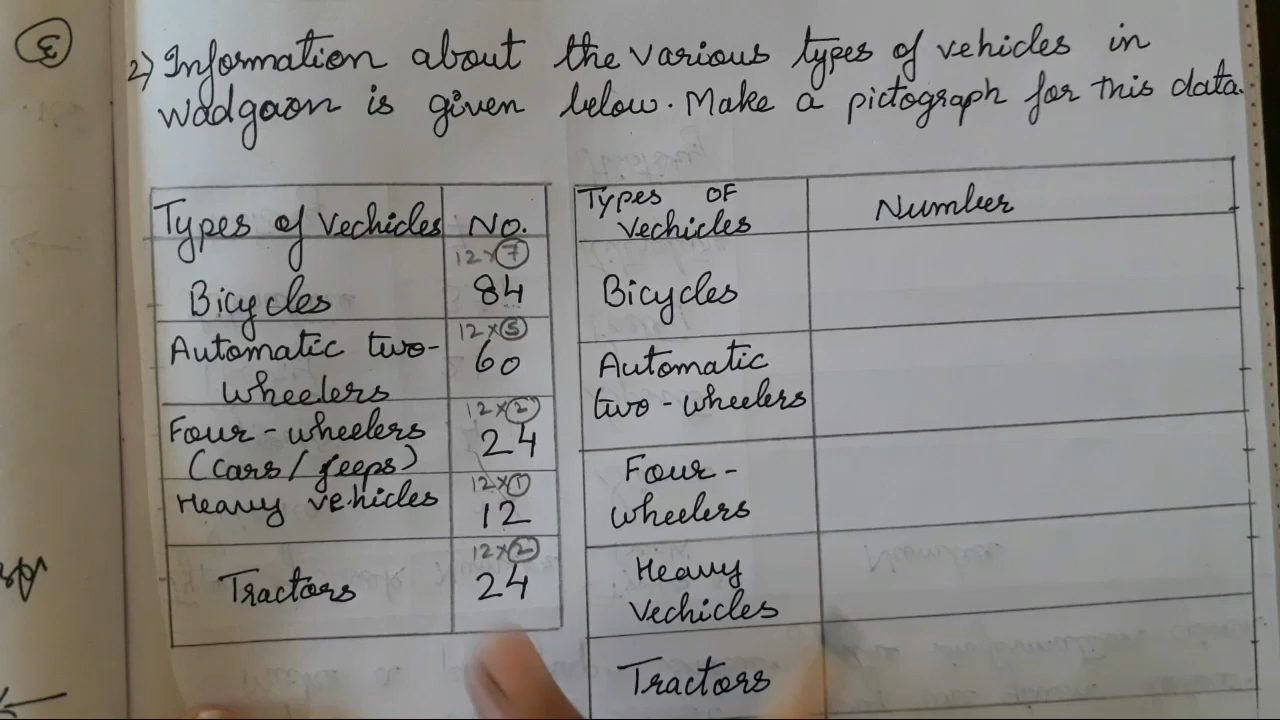 3
2) Information about the various types of vehicles in
Wadgaon is given below. Make a pictograph for this data.
Types of Vechicles No.
12×7
Bicycles 84
12×5
Automatic two- 60
wheelers
12×2
Four-wheelers 24
(cars/jeeps)
12×1
Heavy vehicles 12
12×2
Tractors 24
Types OF Number
Vechicles
Bicycles
Automatic
two-wheelers
Four-
wheelers
Heavy
Vechicles
Tractors